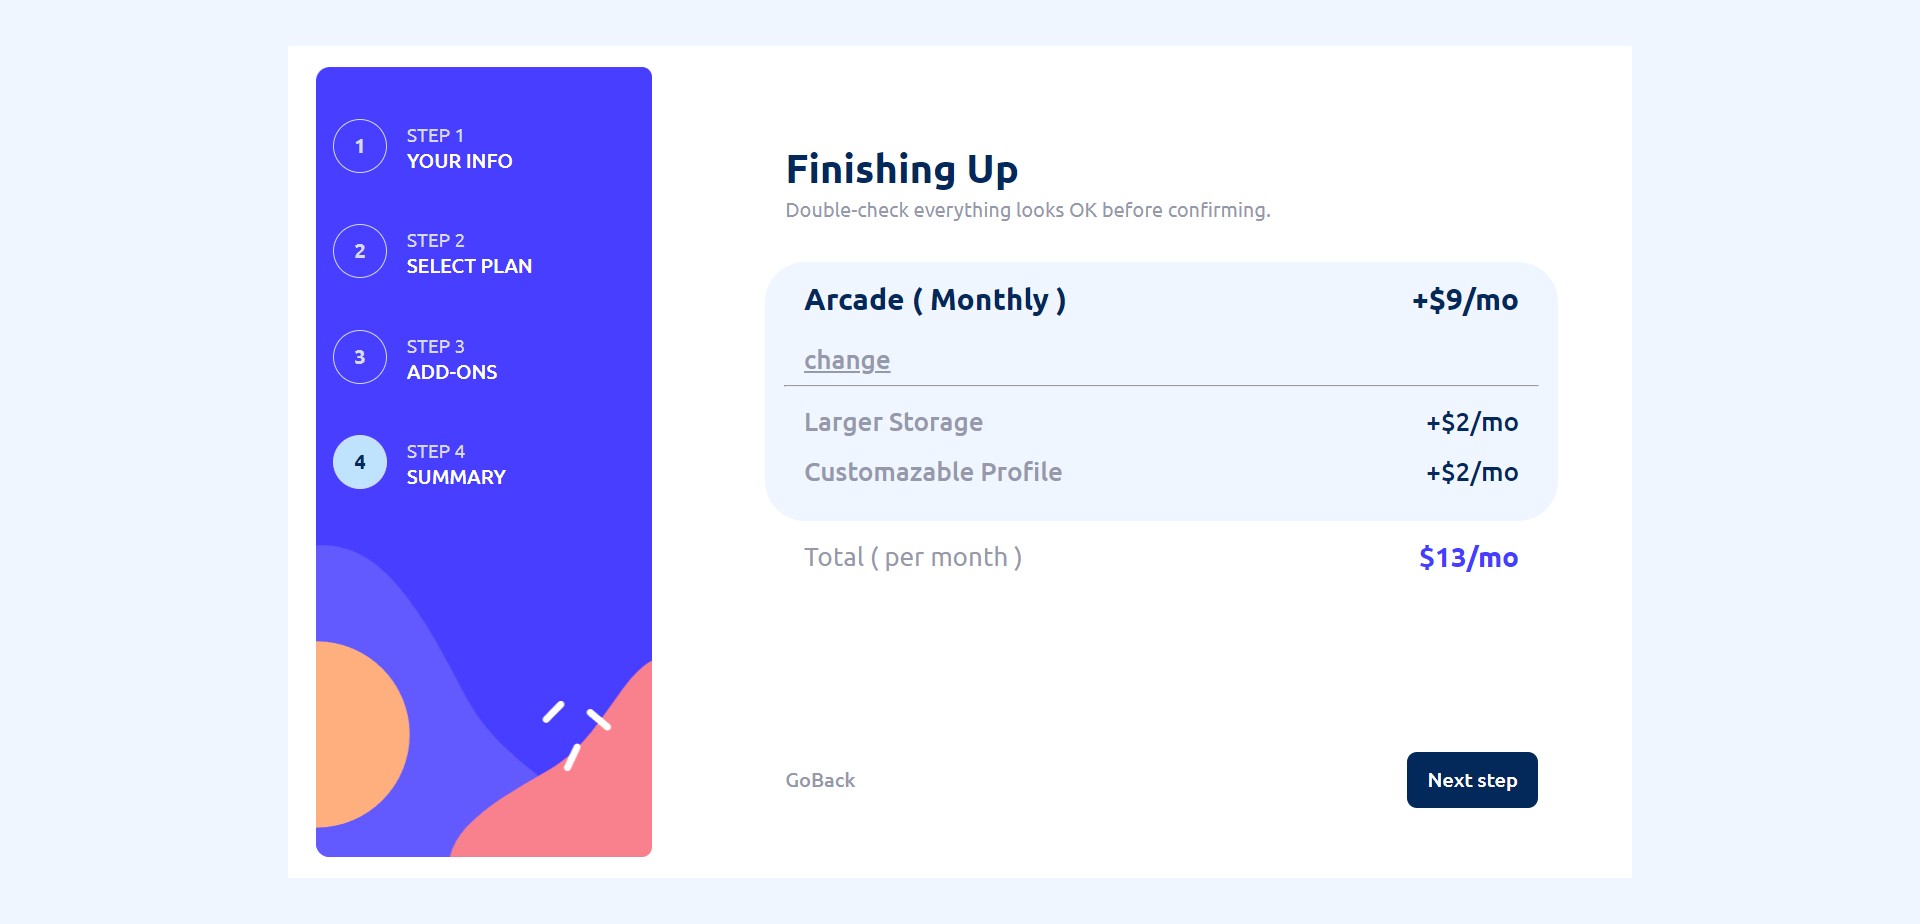 1
STEP 1
YOUR INFO
2
STEP 2
SELECT PLAN
3
STEP 3
ADD-ONS
4
STEP 4
SUMMARY
Finishing Up
Double-check everything looks OK before confirming.
Arcade ( Monthly ) +$9/mo
change
Larger Storage +$2/mo
Customazable Profile +$2/mo
Total ( per month ) $13/mo
GoBack Next step